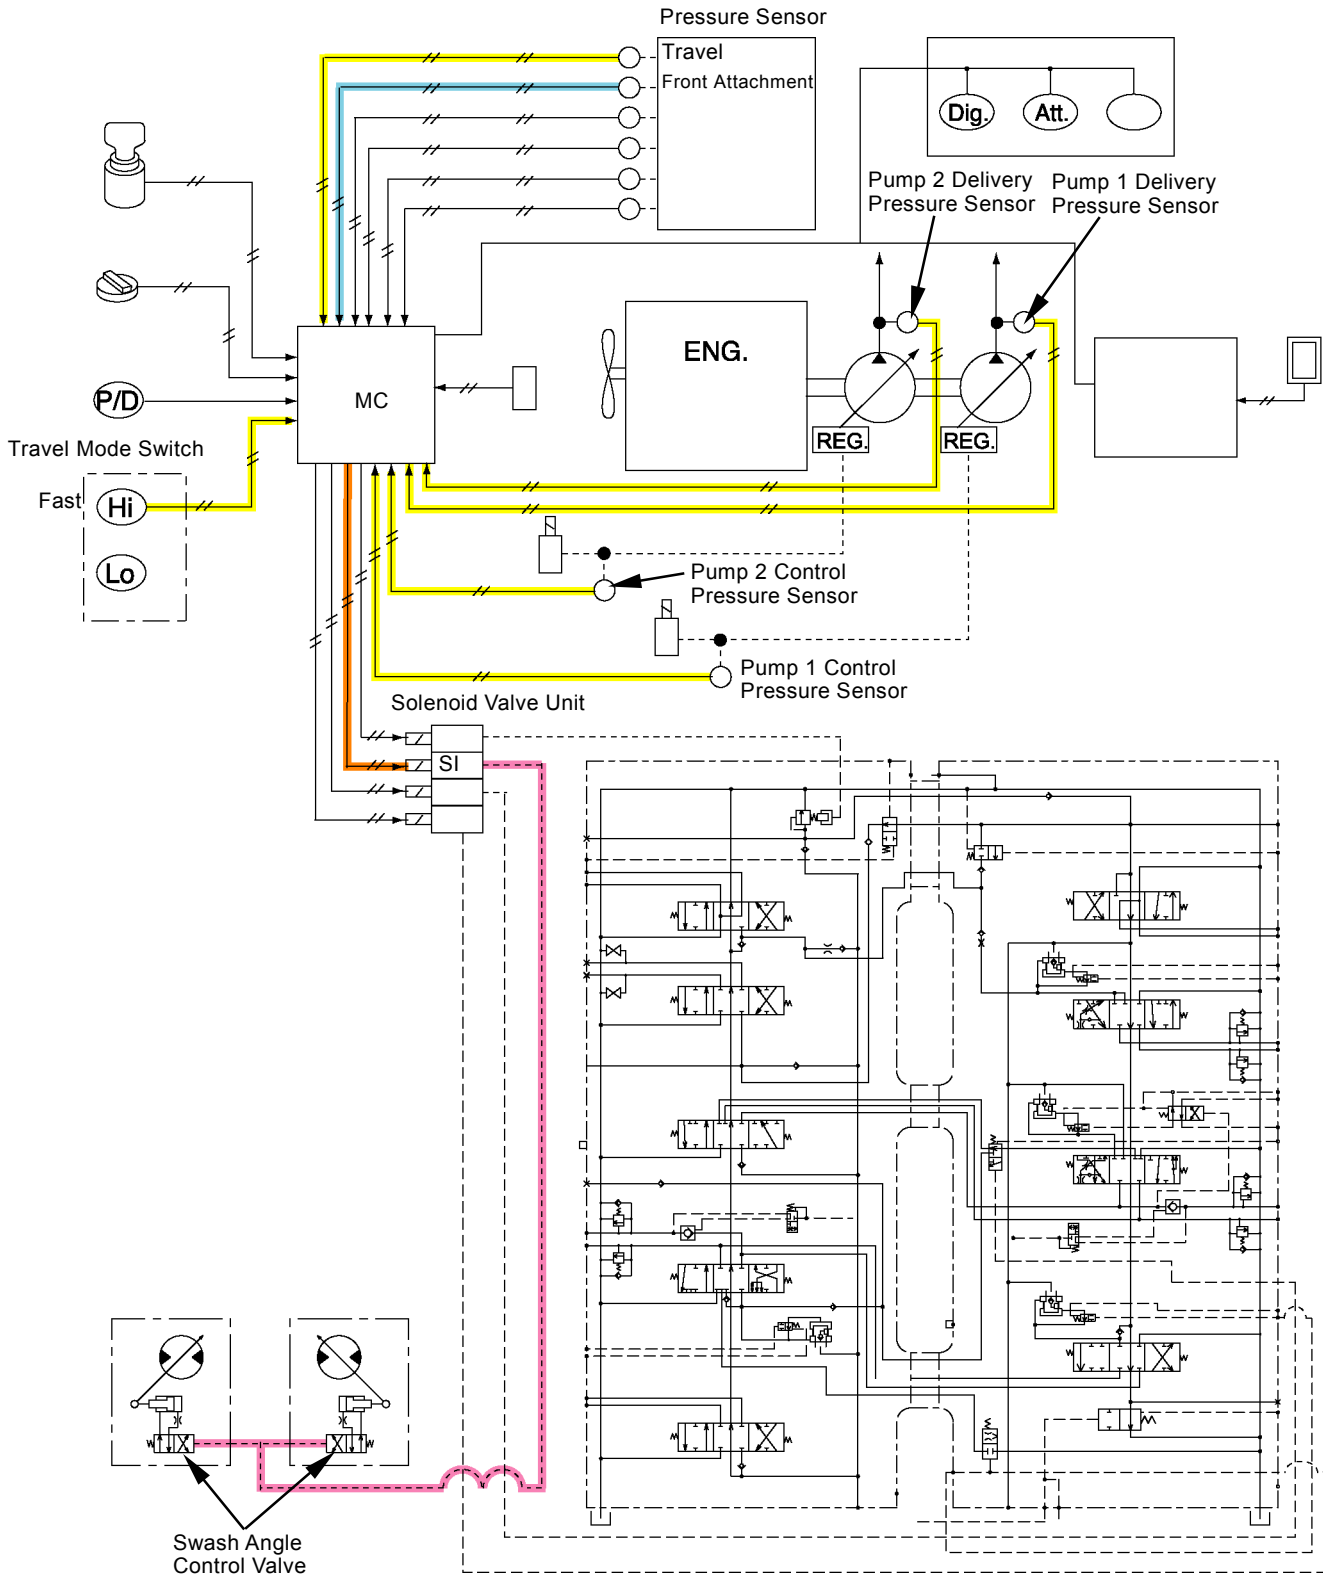 Pressure Sensor
Travel
Front Attachment
Dig.
Att.
Pump 2 Delivery
Pressure Sensor
Pump 1 Delivery
Pressure Sensor
ENG.
MC
P/D
REG.
REG.
Travel Mode Switch
Fast
Hi
Lo
Pump 2 Control
Pressure Sensor
Pump 1 Control
Pressure Sensor
Solenoid Valve Unit
SI
Swash Angle
Control Valve